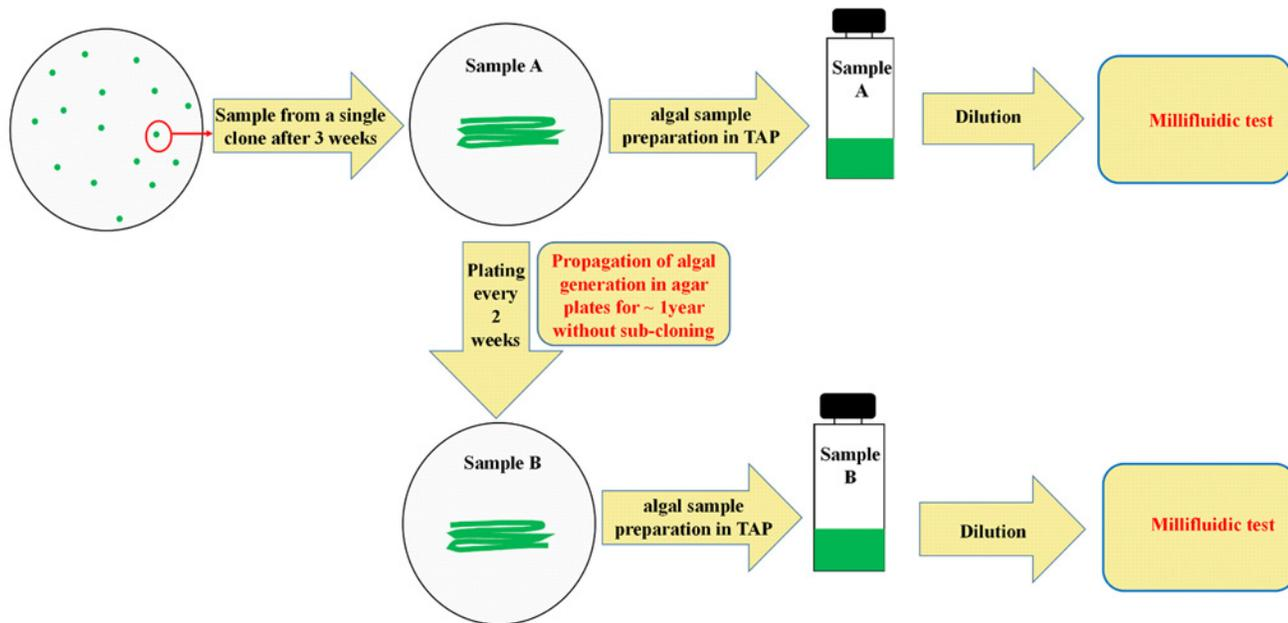 Sample A
Sample from a single
clone after 3 weeks
algal sample
preparation in TAP
Sample
A
Dilution
Millifluidic test
Plating
every
2
weeks
Propagation of algal
generation in agar
plates for ~ 1year
without sub-cloning
Sample B
algal sample
preparation in TAP
Sample
B
Dilution
Millifluidic test